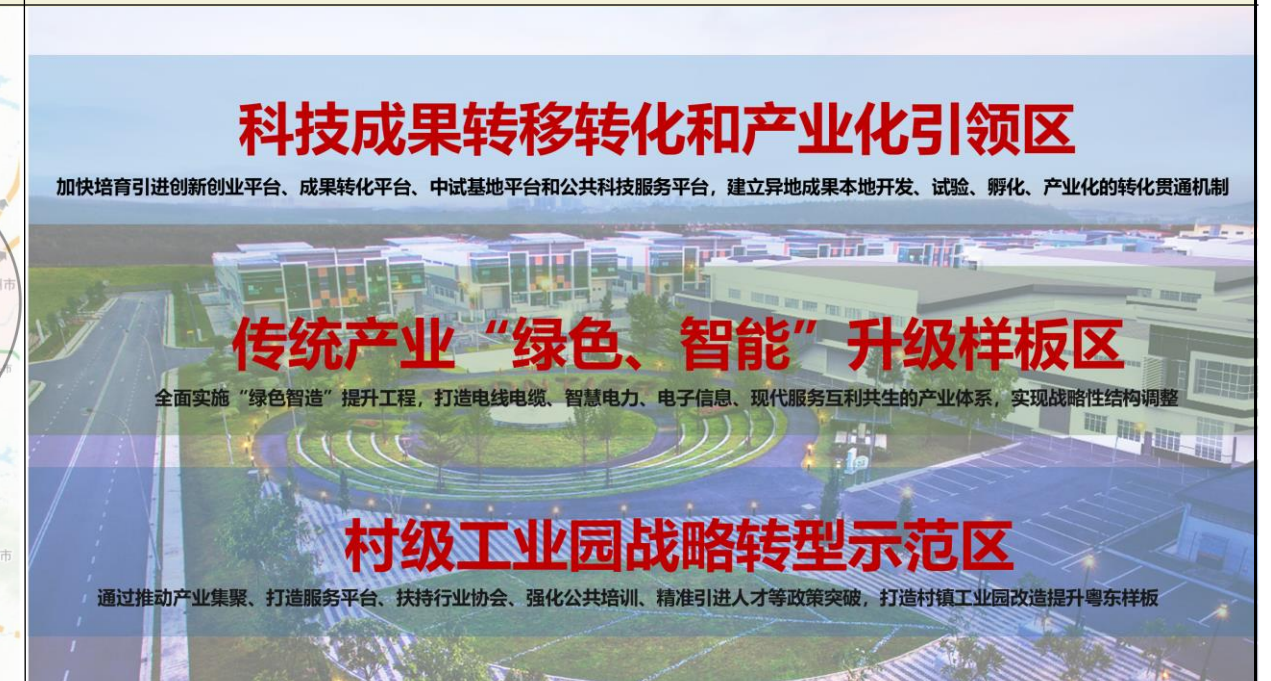 科技成果转移转化和产业化引领区
加快培育引进创新创业平台、成果转化平台、中试基地平台和公共科技服务平台，建立异地成果本地开发、试验、孵化、产业化的转化贯通机制
传统产业“绿色、智能”升级样板区
全面实施“绿色智造”提升工程，打造电线电缆、智慧电力、电子信息、现代服务互利共生的产业体系，实现战略性结构调整
村级工业园战略转型示范区
通过推动产业集聚、打造服务平台、扶持行业协会、强化公共培训、精准引进人才等政策突破，打造村镇工业园改造提升粤东样板
市
市
市